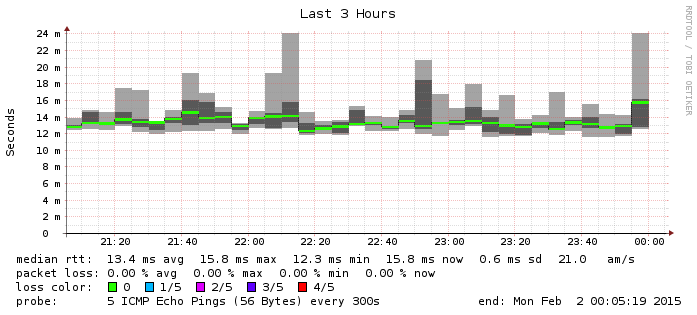 Last 3 Hours
RRDTOOL / TOBI OETIKER
Seconds
24 m
22 m
20 m
18 m
16 m
14 m
12 m
10 m
8 m
6 m
4 m
2 m
0
21:20 21:40 22:00 22:20 22:40 23:00 23:20 23:40 00:00
median rtt: 13.4 ms avg 15.8 ms max 12.3 ms min 15.8 ms now 0.6 ms sd 21.0 am/s
packet loss: 0.00 % avg 0.00 % max 0.00 % min 0.00 % now
loss color: 0 1/5 2/5 3/5 4/5
probe: 5 ICMP Echo Pings (56 Bytes) every 300s end: Mon Feb 2 00:05:19 2015